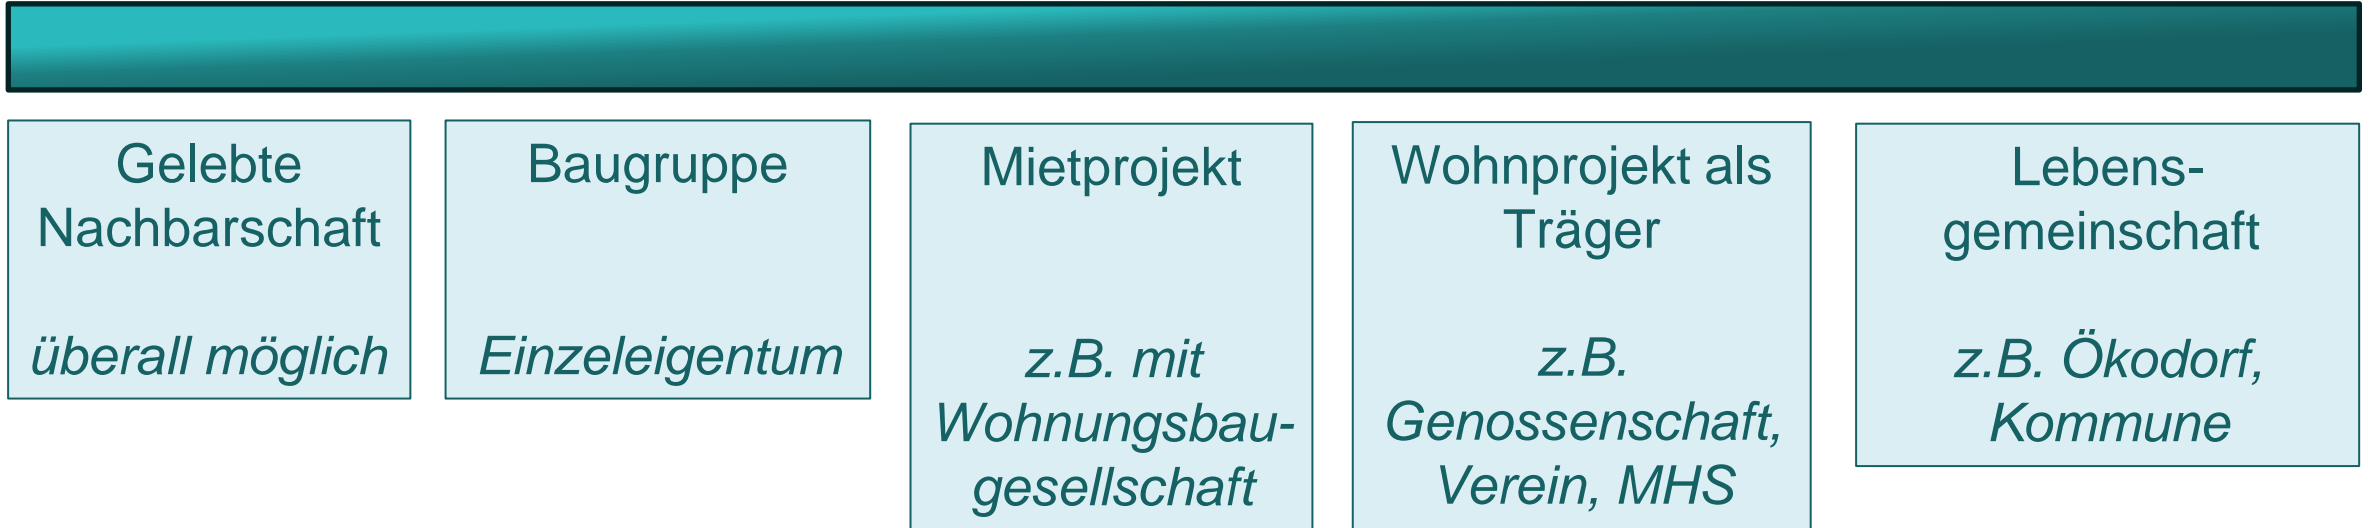 Gelebte
Nachbarschaft
überall möglich
Baugruppe
Einzeleigentum
Mietprojekt
z.B. mit
Wohnungsbau-
gesellschaft
Wohnprojekt als
Träger
z.B.
Genossenschaft,
Verein, MHS
Lebens-
gemeinschaft
z.B. Ökodorf,
Kommune